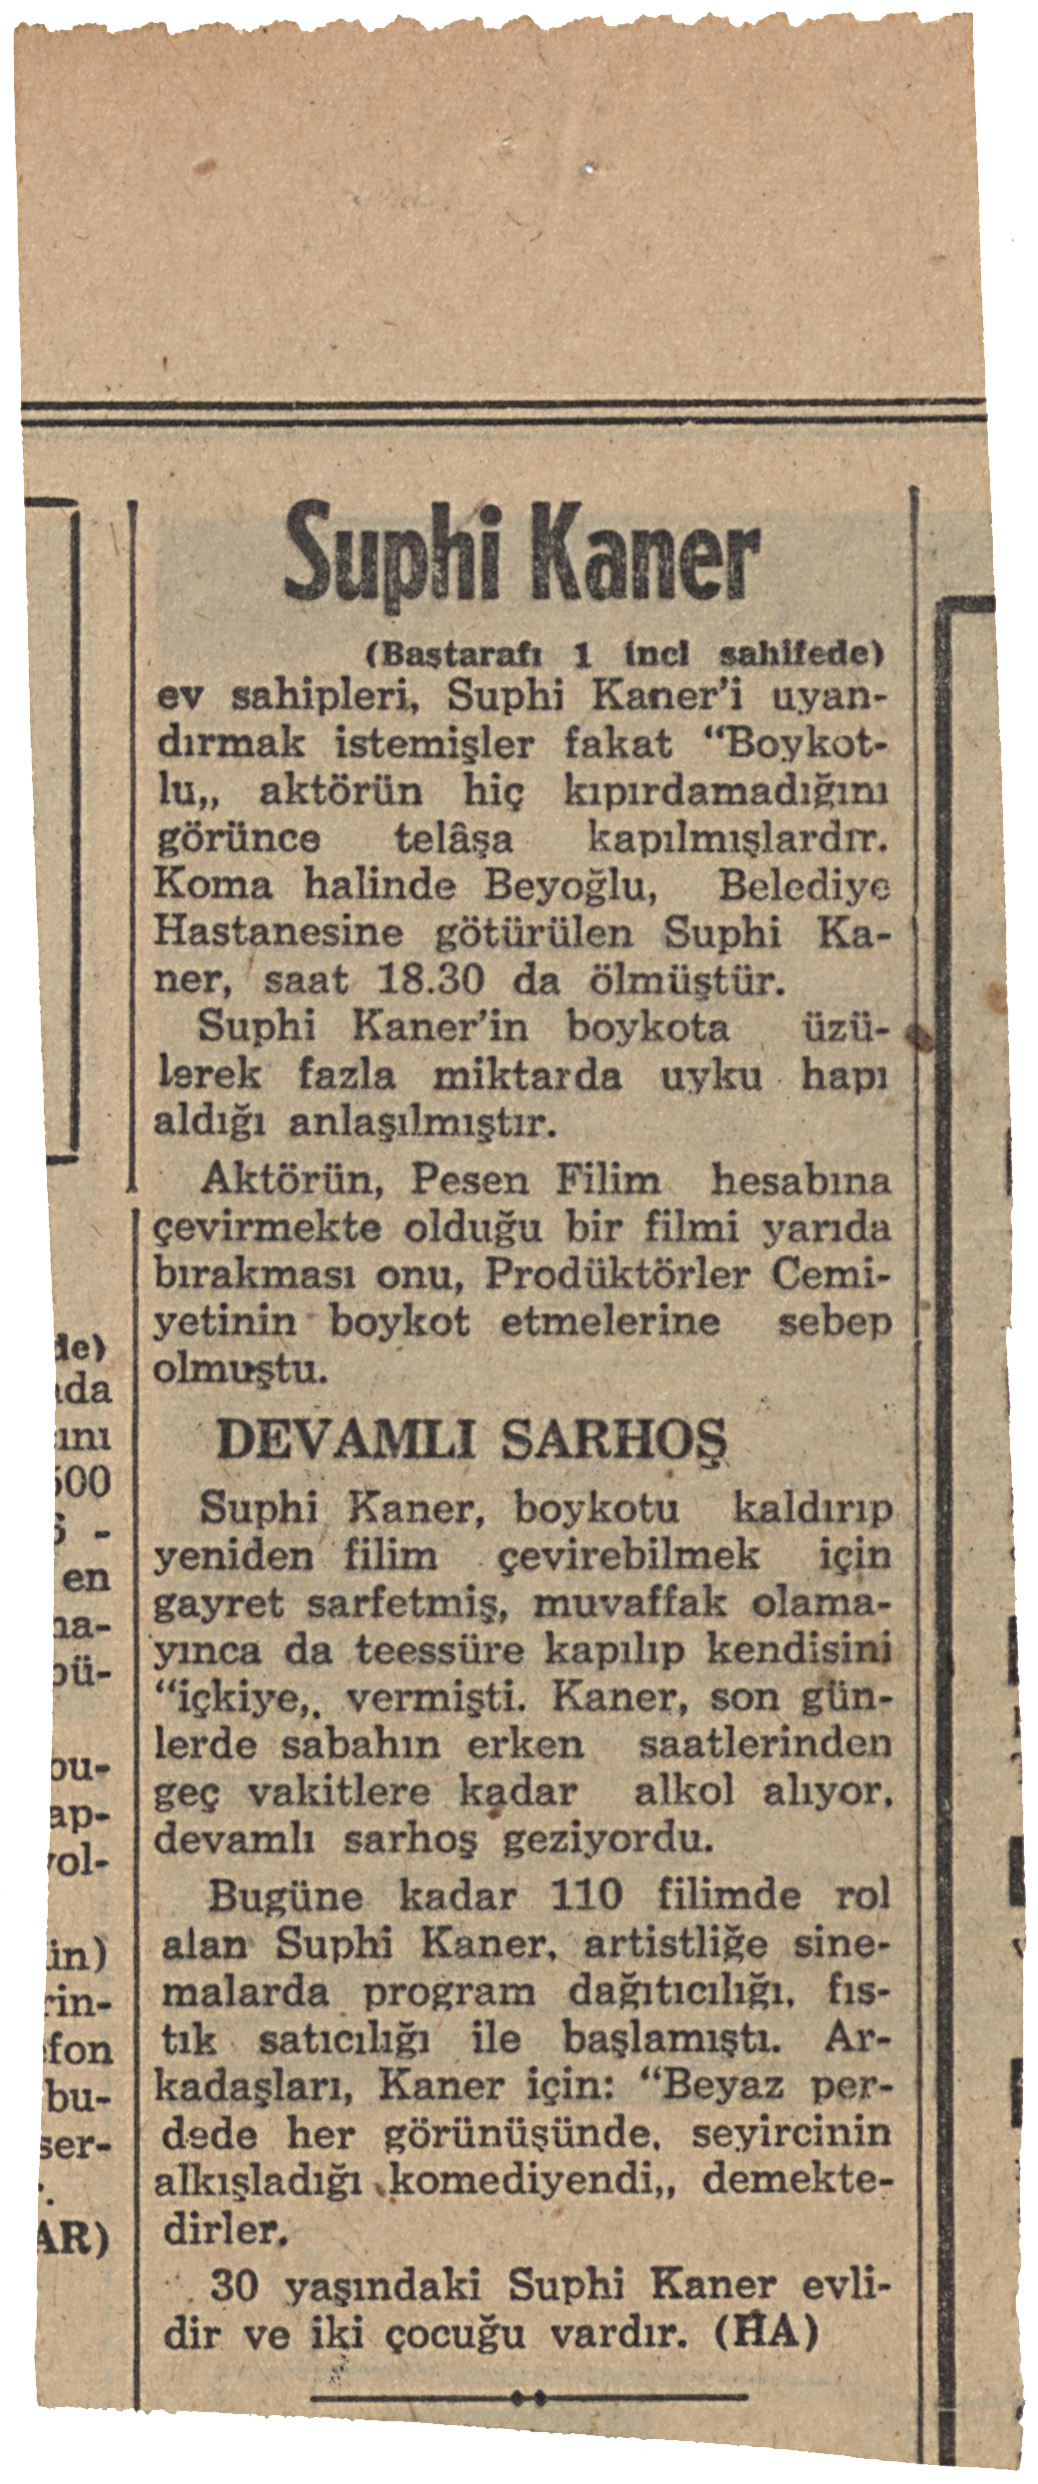 Suphi Kaner
(Baştarafı 1 inci sahifede)
ev sahipleri, Suphi Kaner'i uyan-
dırmak istemişler fakat “Boykot-
lu,, aktörün hiç kıpırdamadığını
görünce telâşa kapılmışlardır.
Koma halinde Beyoğlu, Belediye
Hastanesine götürülen Suphi Ka-
ner, saat 18.30 da ölmüştür.
Suphi Kaner'in boykota üzü-
lerek fazla miktarda uyku hapı
aldığı anlaşılmıştır.
Aktörün, Pesen Filim hesabına
çevirmekte olduğu bir filmi yarıda
bırakması onu, Prodüktörler Cemi-
yetinin boykot etmelerine sebep
olmuştu.
DEVAMLI SARHOŞ
Suphi Kaner, boykotu kaldırıp
yeniden filim çevirebilmek için
gayret sarfetmiş, muvaffak olama-
yınca da teessüre kapılıp kendisini
“içkiye,, vermişti. Kaner, son gün-
lerde sabahın erken saatlerinden
geç vakitlere kadar alkol alıyor,
devamlı sarhoş geziyordu.
Bugüne kadar 110 filimde rol
alan Suphi Kaner, artistliğe sine-
malarda program dağıtıcılığı, fıs-
tık satıcılığı ile başlamıştı. Ar-
kadaşları, Kaner için: “Beyaz per-
dede her görünüşünde, seyircinin
alkışladığı komediyendi,, demekte-
dirler.
30 yaşındaki Suphi Kaner evli-
dir ve iki çocuğu vardır. (HA)
en
ap-
fon
bu-